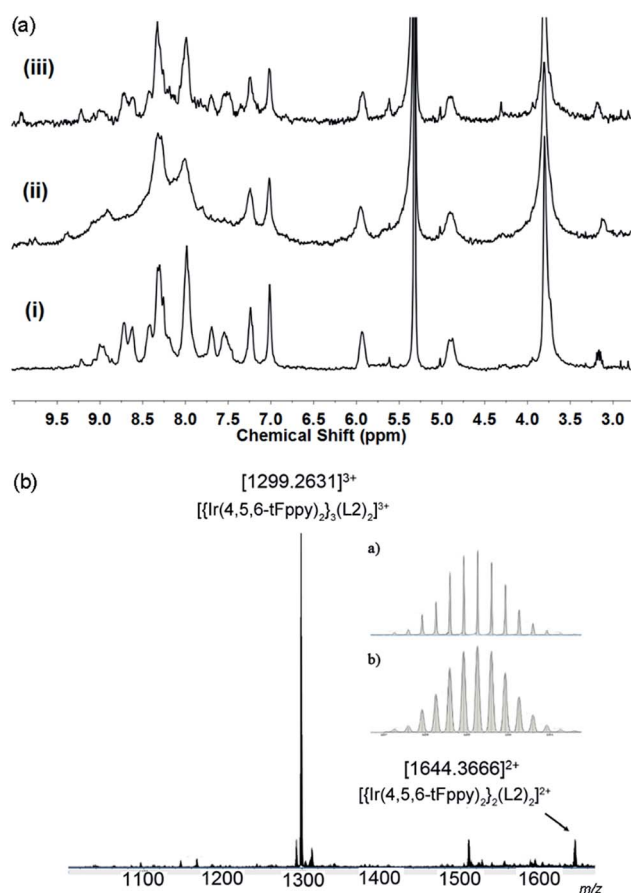 (a)
(iii)
(ii)
(i)
9.5 9.0 8.5 8.0 7.5 7.0 6.5 6.0 5.5 5.0 4.5 4.0 3.5 3.0
Chemical Shift (ppm)
(b)
[1299.2631]³⁺
[{Ir(4,5,6-tFppy)₂}₃(L2)₂]³⁺
a)
b)
[1644.3666]²⁺
[{Ir(4,5,6-tFppy)₂}₂(L2)₂]²⁺
1100 1200 1300 1400 1500 1600
m/z